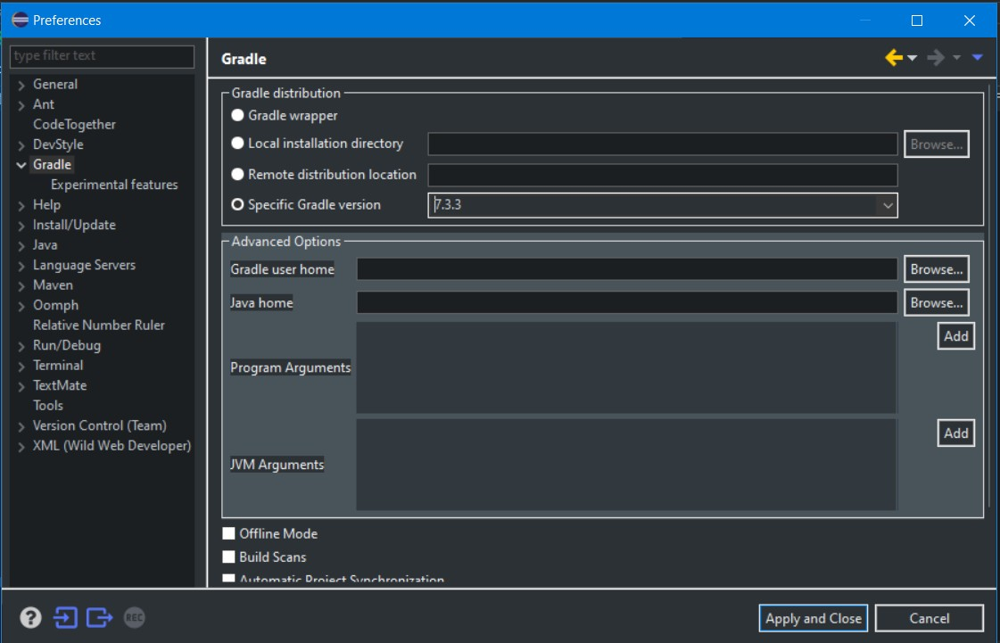 Preferences
type filter text
General
Ant
CodeTogether
DevStyle
Gradle
Experimental features
Help
Install/Update
Java
Language Servers
Maven
Oomph
Relative Number Ruler
Run/Debug
Terminal
TextMate
Tools
Version Control (Team)
XML (Wild Web Developer)
Gradle
Gradle distribution
Gradle wrapper
Local installation directory
Browse...
Remote distribution location
Specific Gradle version
7.3.3
Advanced Options
Gradle user home
Browse...
Java home
Browse...
Program Arguments
Add
JVM Arguments
Add
Offline Mode
Build Scans
Automatic Project Synchronization
?
REC
Apply and Close
Cancel